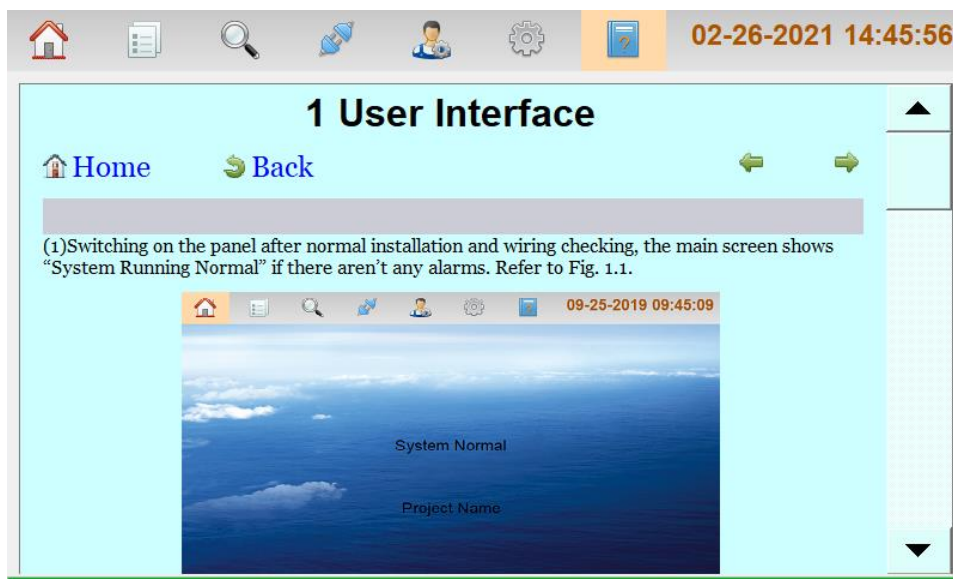 02-26-2021 14:45:56
1 User Interface
Home Back
(1)Switching on the panel after normal installation and wiring checking, the main screen shows
“System Running Normal” if there aren’t any alarms. Refer to Fig. 1.1.
09-25-2019 09:45:09
System Normal
Project Name